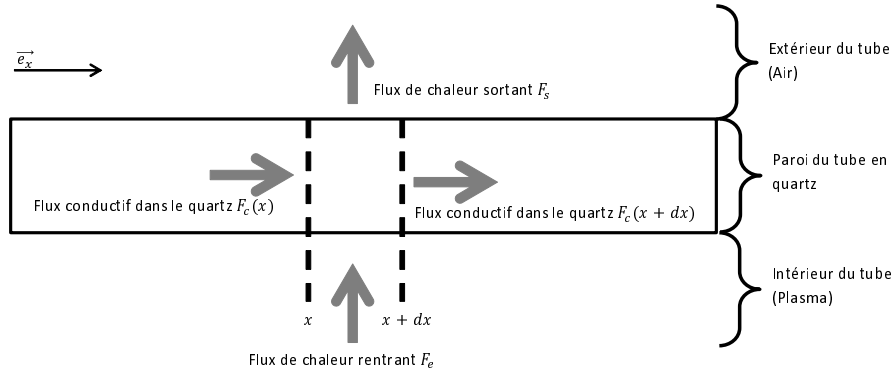 $\overrightarrow{e_x}$
Flux de chaleur sortant $F_s$
Extérieur du tube
(Air)
Flux conductif dans le quartz $F_c(x)$
Flux conductif dans le quartz $F_c(x + dx)$
Paroi du tube en
quartz
Intérieur du tube
(Plasma)
$x$
$x + dx$
Flux de chaleur rentrant $F_e$